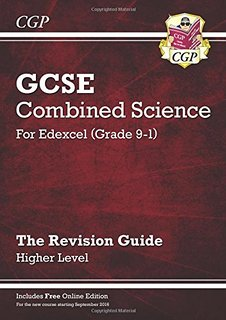 CGP
CGP
GCSE
Combined Science
For Edexcel (Grade 9-1)
The Revision Guide
Higher Level
Includes Free Online Edition
For the new course starting September 2016